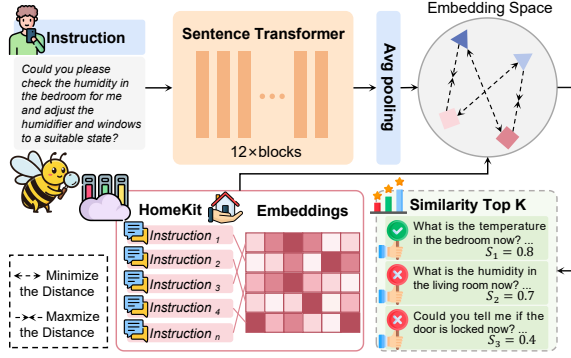 Instruction
Could you please
check the humidity in
the bedroom for me
and adjust the
humidifier and windows
to a suitable state?
Sentence Transformer
12×blocks
Avg pooling
Embedding Space
HomeKit
Embeddings
Instruction 1
Instruction 2
Instruction 3
Instruction 4
Instruction n
Minimize
the Distance
Maxmize
the Distance
Similarity Top K
What is the temperature
in the bedroom now? ...
S1 = 0.8
What is the humidity in
the living room now? ...
S2 = 0.7
Could you tell me if the
door is locked now? ...
S3 = 0.4